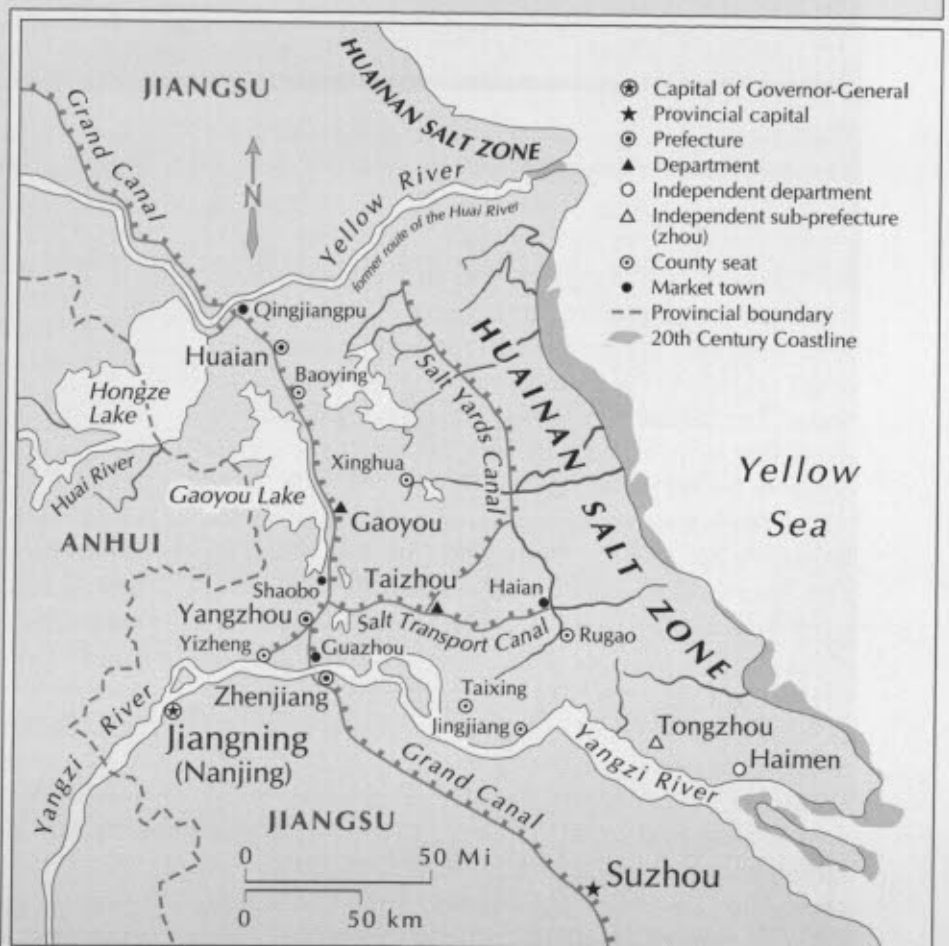 JIANGSU
Grand Canal
N
HUAINAN SALT ZONE
Yellow River
former route of the Huai River
Capital of Governor-General
Provincial capital
Prefecture
Department
Independent department
Independent sub-prefecture
(zhou)
County seat
Market town
Provincial boundary
20th Century Coastline
Qingjiangpu
Huaian
Baoying
Hongze
Lake
Huai River
Gaoyou Lake
Xinghua
Salt Yards Canal
HUAINAN SALT ZONE
Yellow
Sea
Gaoyou
ANHUI
Shaobo
Taizhou
Haian
Yangzhou
Salt Transport Canal
Rugao
Yizheng
Guazhou
Zhenjiang
Taixing
Jingjiang
Yangzi River
Jiangning
(Nanjing)
Tongzhou
Haimen
Yangzi River
Grand Canal
JIANGSU
0 50 Mi
0 50 km
Suzhou